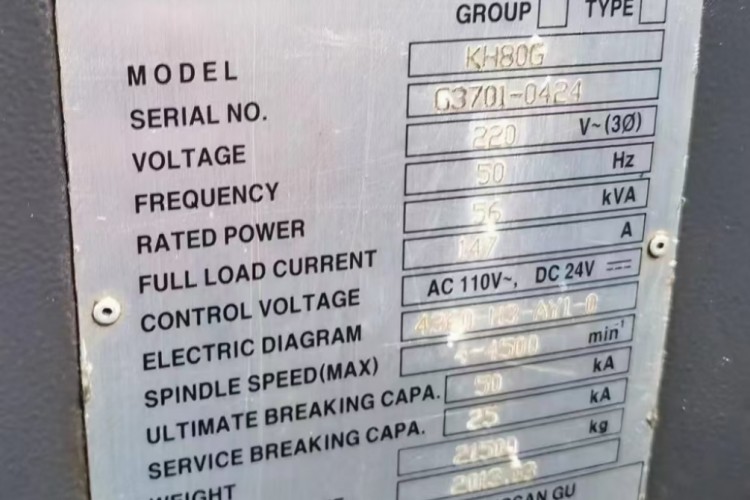 GROUP TYPE
MODEL KH80G
SERIAL NO. G3701-0424
VOLTAGE 220 V~(3Ø)
FREQUENCY 50 Hz
RATED POWER 56 kVA
FULL LOAD CURRENT 147 A
CONTROL VOLTAGE AC 110V~, DC 24V
ELECTRIC DIAGRAM
SPINDLE SPEED(MAX) min
ULTIMATE BREAKING CAPA. 50 kA
SERVICE BREAKING CAPA. 25 kA
WEIGHT 21500 kg
GU